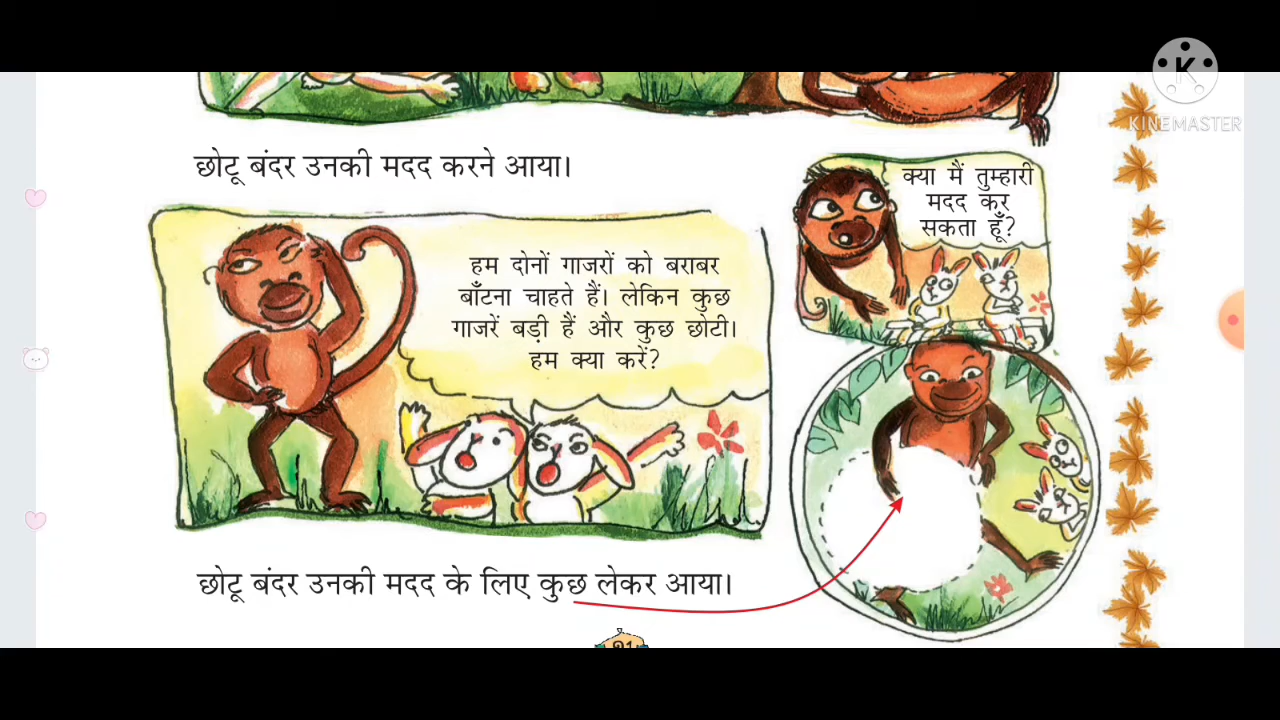 KINEMASTER
छोटू बंदर उनकी मदद करने आया।
क्या मैं तुम्हारी
मदद कर
सकता हूँ?
हम दोनों गाजरों को बराबर
बाँटना चाहते हैं। लेकिन कुछ
गाजरें बड़ी हैं और कुछ छोटी।
हम क्या करें?
छोटू बंदर उनकी मदद के लिए कुछ लेकर आया।